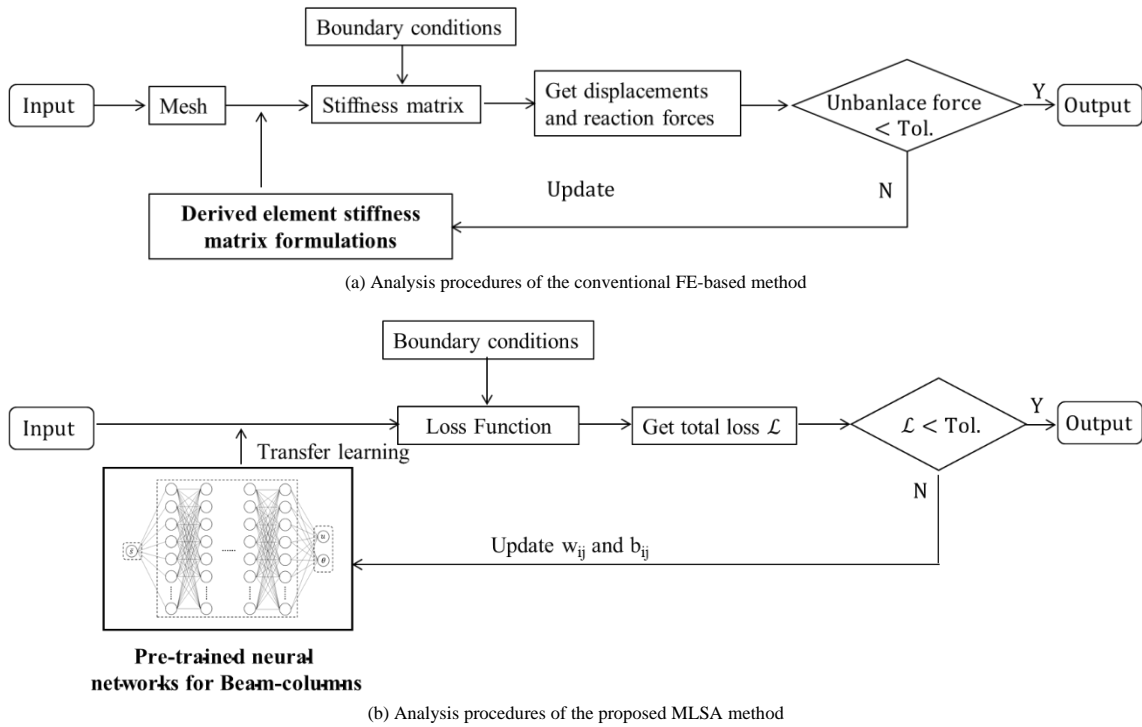 Boundary conditions
Input
Mesh
Stiffness matrix
Get displacements
and reaction forces
Unbanlace force
< Tol.
Y
Output
Update
N
Derived element stiffness
matrix formulations
(a) Analysis procedures of the conventional FE-based method
Boundary conditions
Input
Loss Function
Get total loss ℒ
ℒ < Tol.
Y
Output
Transfer learning
N
Update w_ij and b_ij
......
Pre-trained neural
networks for Beam-columns
(b) Analysis procedures of the proposed MLSA method